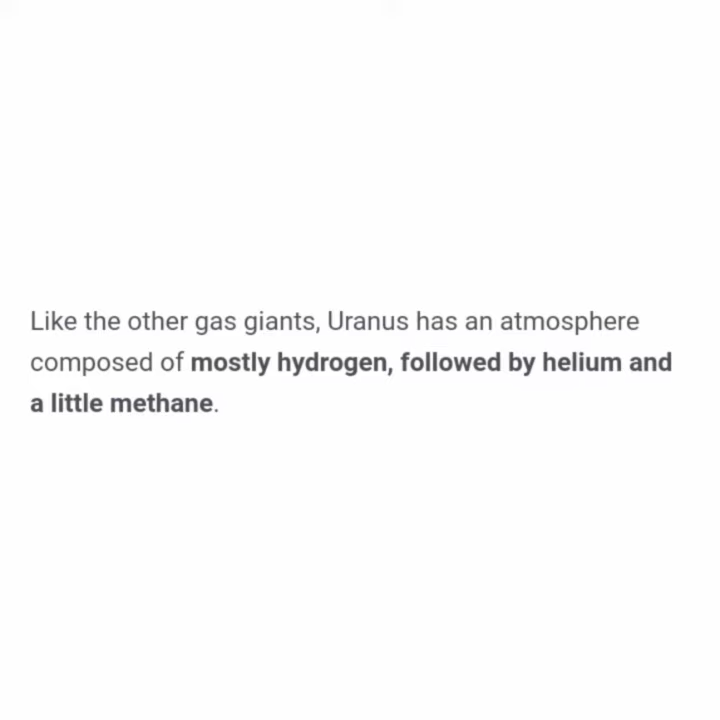 Like the other gas giants, Uranus has an atmosphere
composed of mostly hydrogen, followed by helium and
a little methane.